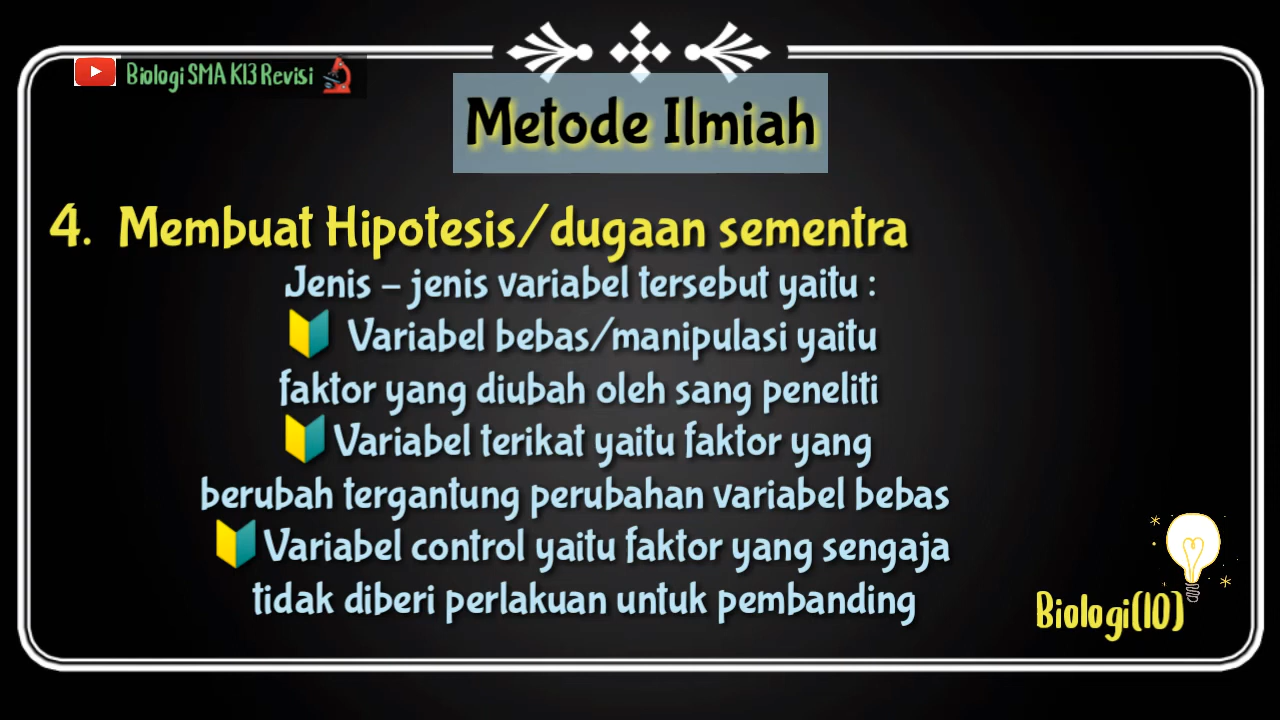 Biologi SMA K13 Revisi
Metode Ilmiah
4. Membuat Hipotesis/dugaan sementra
Jenis – jenis variabel tersebut yaitu :
Variabel bebas/manipulasi yaitu
faktor yang diubah oleh sang peneliti
Variabel terikat yaitu faktor yang
berubah tergantung perubahan variabel bebas
Variabel control yaitu faktor yang sengaja
tidak diberi perlakuan untuk pembanding
Biologi(10)